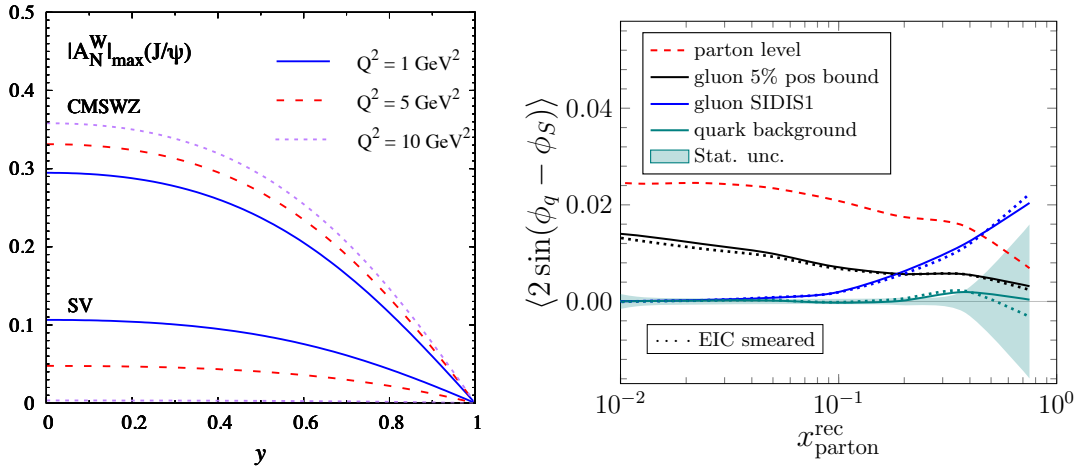 0.5
0.4
0.3
0.2
0.1
0
|A_N^W|_max(J/ψ)
CMSWZ
SV
Q² = 1 GeV²
Q² = 5 GeV²
Q² = 10 GeV²
0 0.2 0.4 0.6 0.8 1
y
⟨2 sin(ϕ_q − ϕ_S)⟩
0.04
0.02
0.00
parton level
gluon 5% pos bound
gluon SIDIS1
quark background
Stat. unc.
EIC smeared
10⁻² 10⁻¹ 10⁰
x_parton^rec